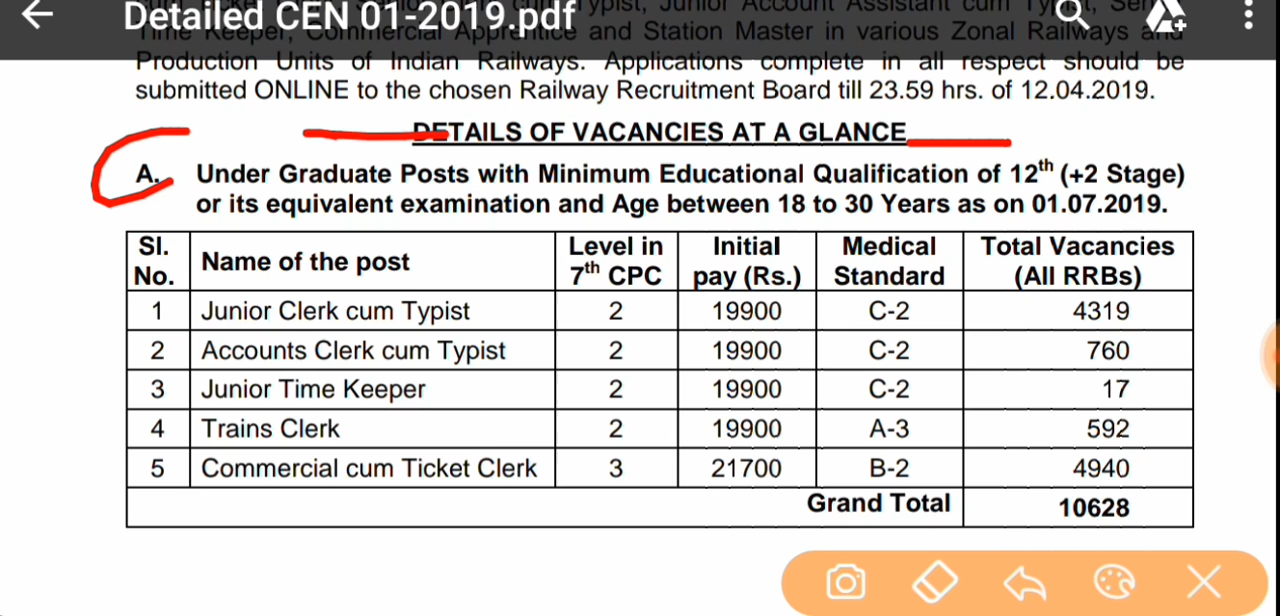 Detailed CEN 01-2019.pdf
Time Keeper, Commercial Apprentice and Station Master in various Zonal Railways and
Production Units of Indian Railways. Applications complete in all respect should be
submitted ONLINE to the chosen Railway Recruitment Board till 23.59 hrs. of 12.04.2019.
DETAILS OF VACANCIES AT A GLANCE
A. Under Graduate Posts with Minimum Educational Qualification of 12th (+2 Stage)
or its equivalent examination and Age between 18 to 30 Years as on 01.07.2019.
Sl. No. Name of the post Level in 7th CPC Initial pay (Rs.) Medical Standard Total Vacancies (All RRBs)
1 Junior Clerk cum Typist 2 19900 C-2 4319
2 Accounts Clerk cum Typist 2 19900 C-2 760
3 Junior Time Keeper 2 19900 C-2 17
4 Trains Clerk 2 19900 A-3 592
5 Commercial cum Ticket Clerk 3 21700 B-2 4940
Grand Total 10628